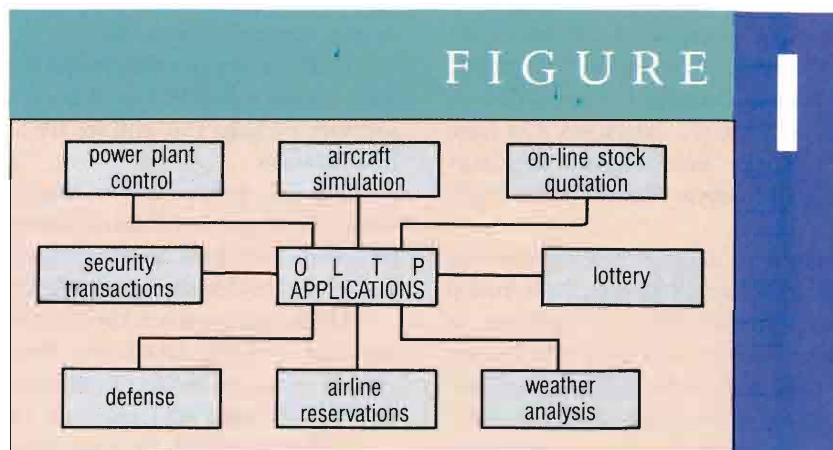 FIGURE 1
power plant
control
aircraft
simulation
on-line stock
quotation
security
transactions
O L T P
APPLICATIONS
lottery
defense
airline
reservations
weather
analysis